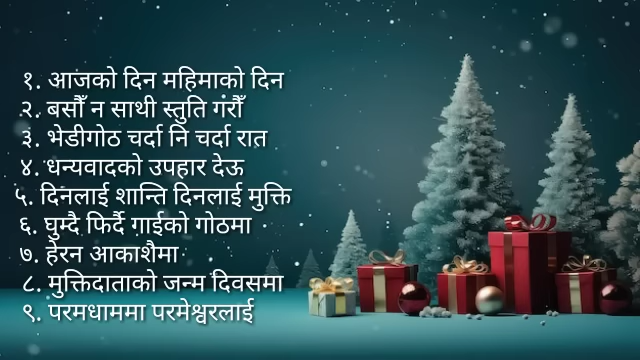 १. आजको दिन महिमाको दिन
२. बसौँ न साथी स्तुति गरौँ
३. भेडीगोठ चर्दा नि चर्दा रात
४. धन्यवादको उपहार देऊ
५. दिनलाई शान्ति दिनलाई मुक्ति
६. घुम्दै फिर्दै गाईको गोठमा
७. हेरन आकाशैमा
८. मुक्तिदाताको जन्म दिवसमा
९. परमधाममा परमेश्वरलाई